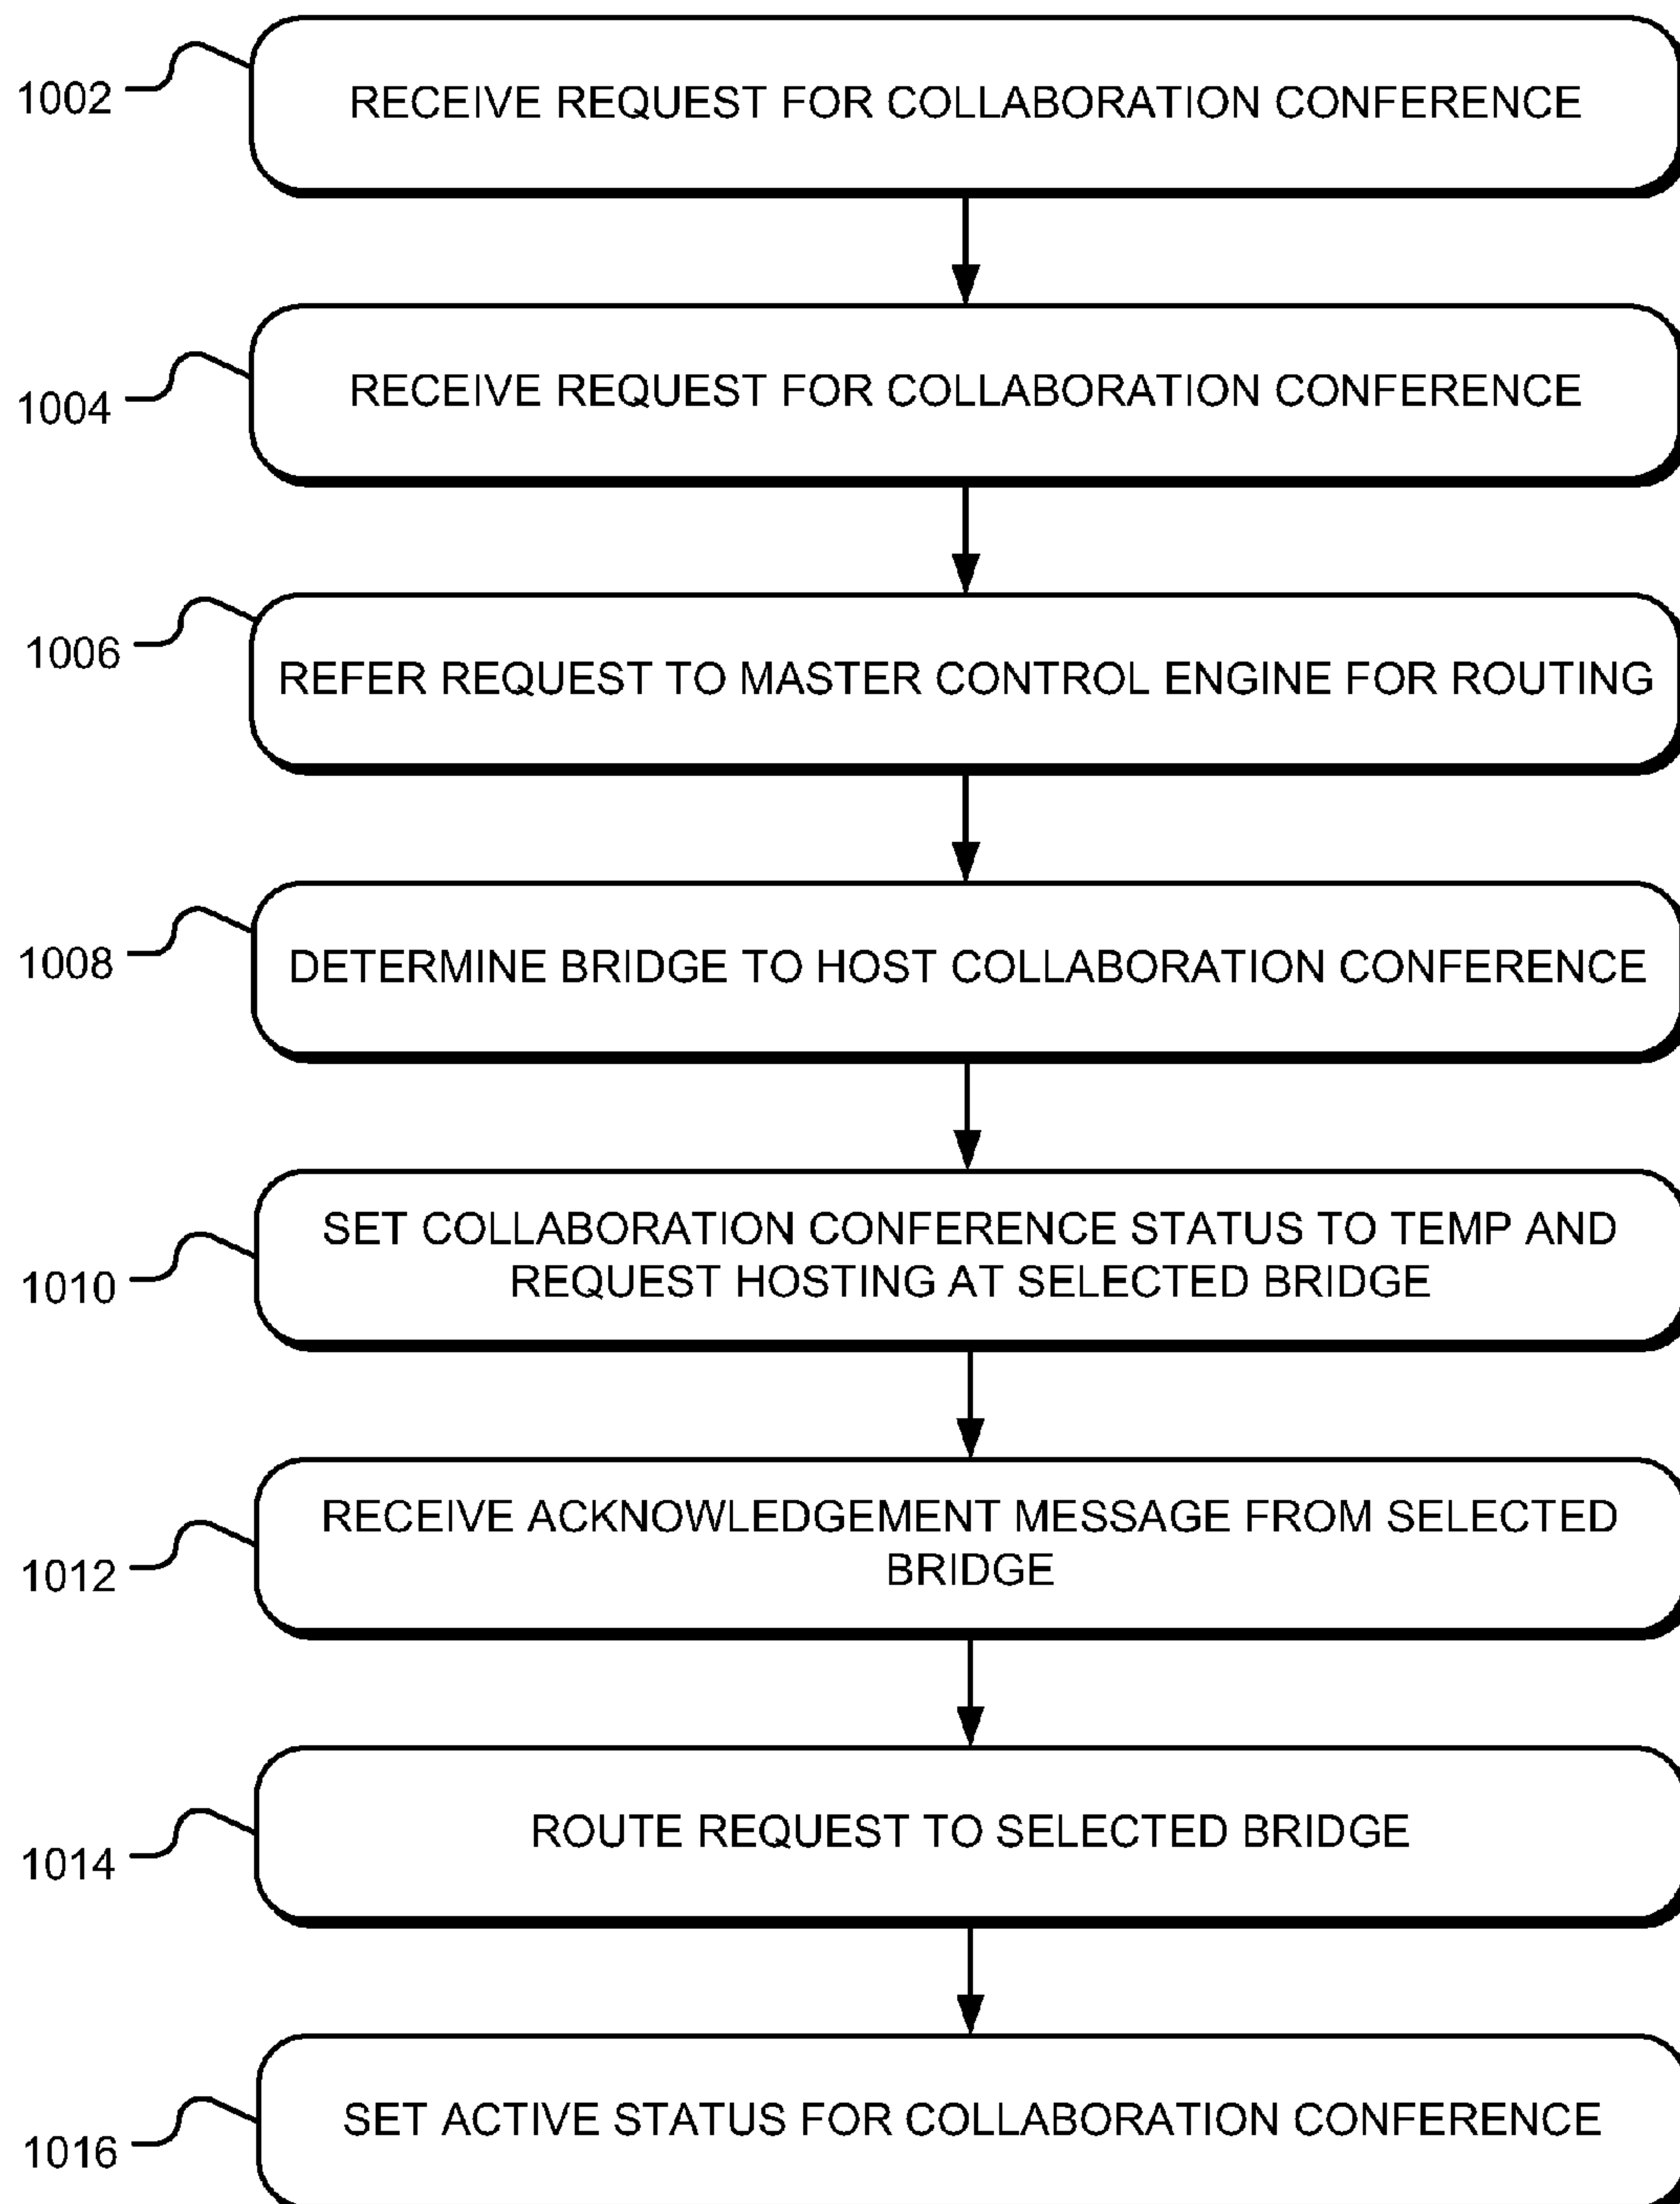 1002
RECEIVE REQUEST FOR COLLABORATION CONFERENCE
1004
RECEIVE REQUEST FOR COLLABORATION CONFERENCE
1006
REFER REQUEST TO MASTER CONTROL ENGINE FOR ROUTING
1008
DETERMINE BRIDGE TO HOST COLLABORATION CONFERENCE
1010
SET COLLABORATION CONFERENCE STATUS TO TEMP AND
REQUEST HOSTING AT SELECTED BRIDGE
1012
RECEIVE ACKNOWLEDGEMENT MESSAGE FROM SELECTED
BRIDGE
1014
ROUTE REQUEST TO SELECTED BRIDGE
1016
SET ACTIVE STATUS FOR COLLABORATION CONFERENCE